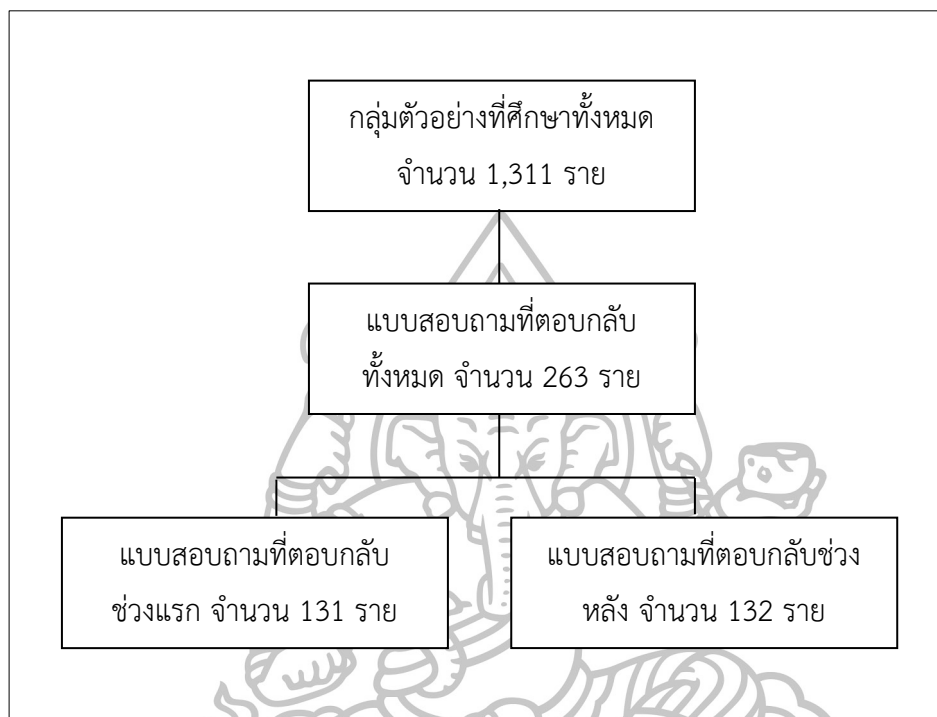 กลุ่มตัวอย่างที่ศึกษาทั้งหมด
จำนวน 1,311 ราย
แบบสอบถามที่ตอบกลับ
ทั้งหมด จำนวน 263 ราย
แบบสอบถามที่ตอบกลับ
ช่วงแรก จำนวน 131 ราย
แบบสอบถามที่ตอบกลับช่วง
หลัง จำนวน 132 ราย